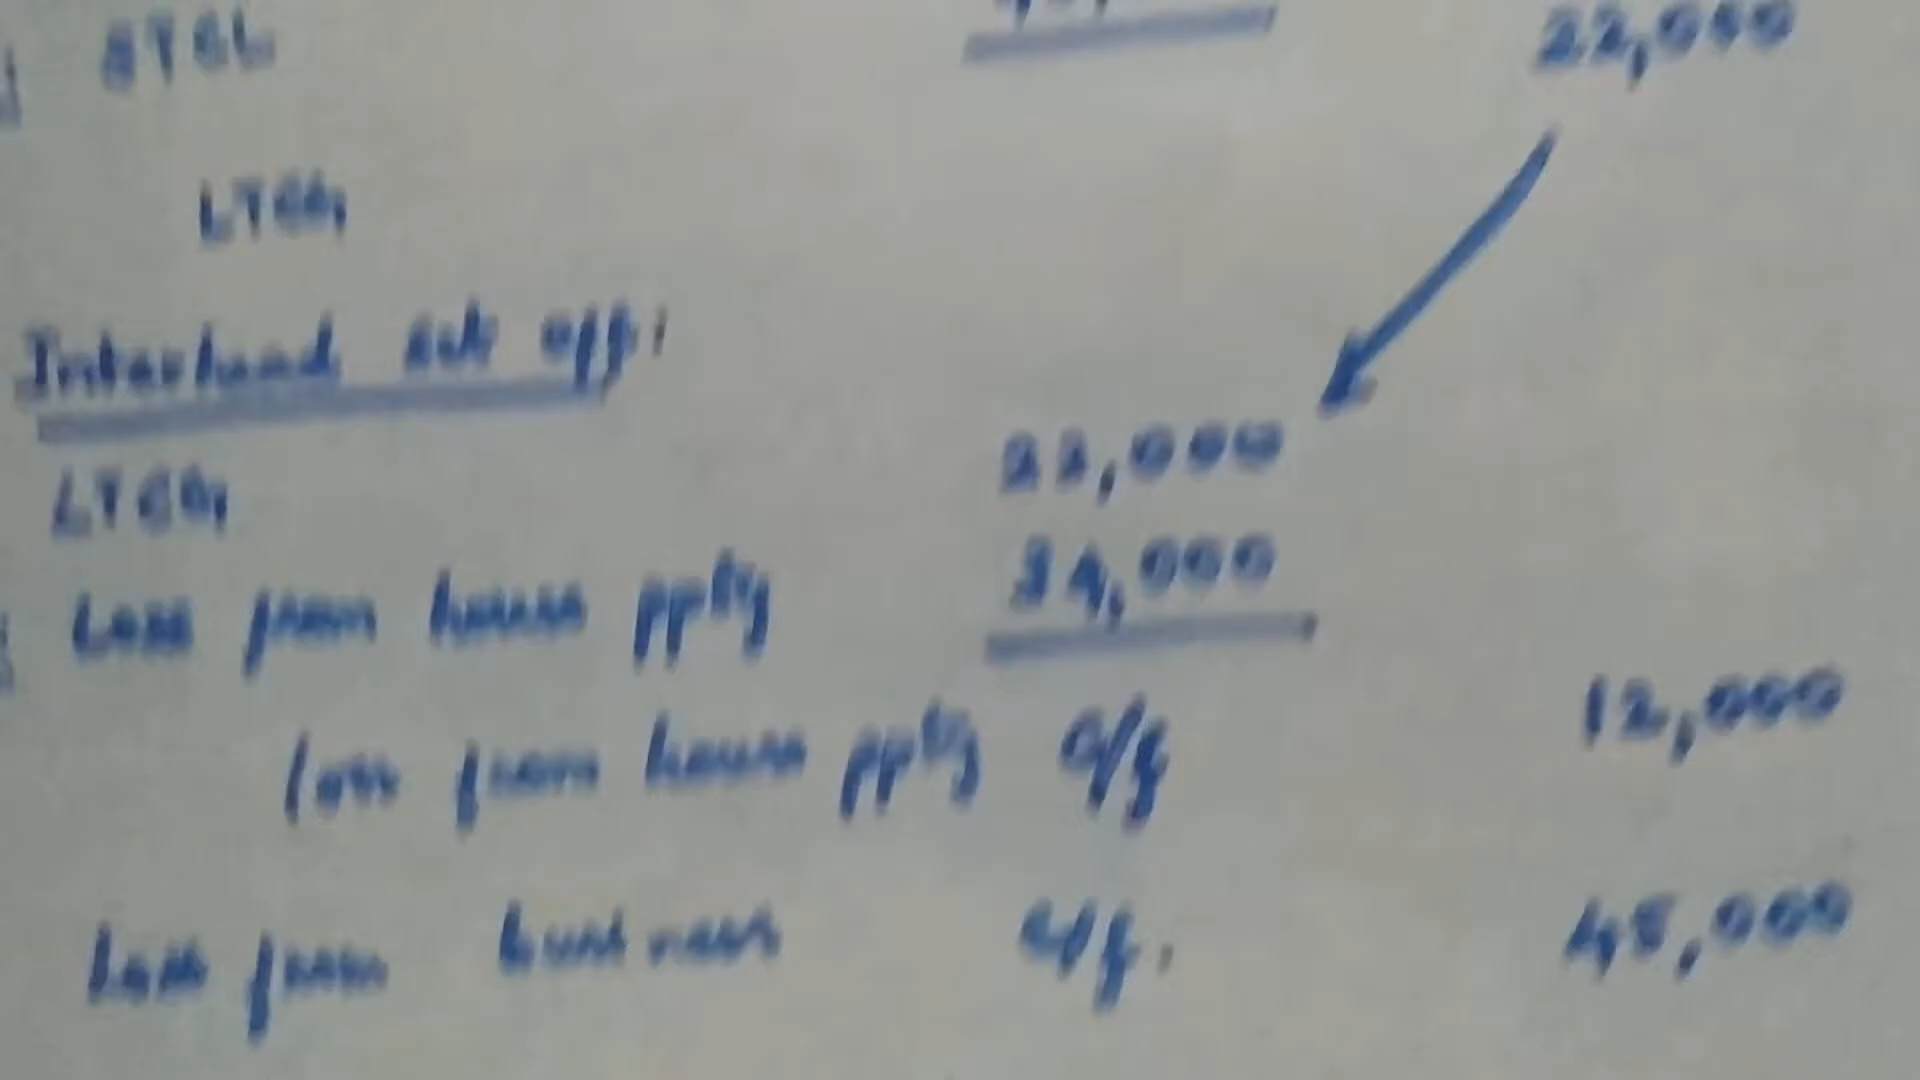 STCL 22,000
LTCG
Interhead set off:
LTCG 22,000
Loss from house ppty 34,000
loss from house ppty c/f 12,000
Loss from business c/f. 45,000